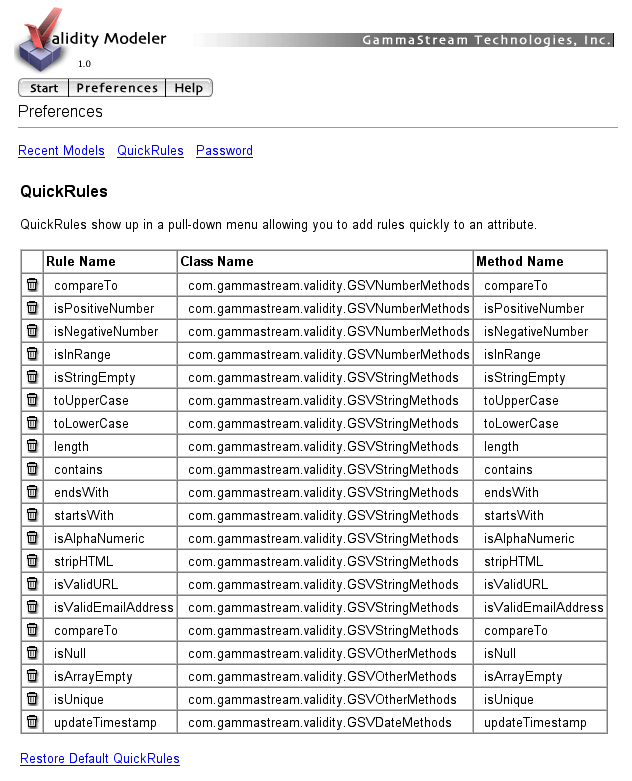 Validity Modeler
GammaStream Technologies, Inc.
1.0
Start Preferences Help
Preferences
Recent Models QuickRules Password
QuickRules
QuickRules show up in a pull-down menu allowing you to add rules quickly to an attribute.
Rule Name Class Name Method Name
compareTo com.gammastream.validity.GSVNumberMethods compareTo
isPositiveNumber com.gammastream.validity.GSVNumberMethods isPositiveNumber
isNegativeNumber com.gammastream.validity.GSVNumberMethods isNegativeNumber
isInRange com.gammastream.validity.GSVNumberMethods isInRange
isStringEmpty com.gammastream.validity.GSVStringMethods isStringEmpty
toUpperCase com.gammastream.validity.GSVStringMethods toUpperCase
toLowerCase com.gammastream.validity.GSVStringMethods toLowerCase
length com.gammastream.validity.GSVStringMethods length
contains com.gammastream.validity.GSVStringMethods contains
endsWith com.gammastream.validity.GSVStringMethods endsWith
startsWith com.gammastream.validity.GSVStringMethods startsWith
isAlphaNumeric com.gammastream.validity.GSVStringMethods isAlphaNumeric
stripHTML com.gammastream.validity.GSVStringMethods stripHTML
isValidURL com.gammastream.validity.GSVStringMethods isValidURL
isValidEmailAddress com.gammastream.validity.GSVStringMethods isValidEmailAddress
compareTo com.gammastream.validity.GSVStringMethods compareTo
isNull com.gammastream.validity.GSVOtherMethods isNull
isArrayEmpty com.gammastream.validity.GSVOtherMethods isArrayEmpty
isUnique com.gammastream.validity.GSVOtherMethods isUnique
updateTimestamp com.gammastream.validity.GSVDateMethods updateTimestamp
Restore Default QuickRules